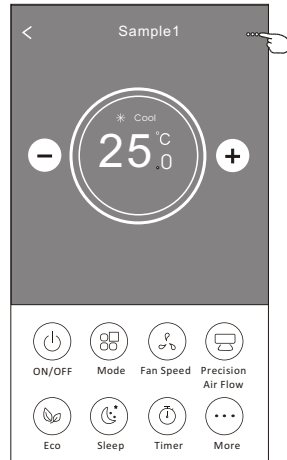 Sample1
Cool
25.0°C
ON/OFF Mode Fan Speed Precision Air Flow
Eco Sleep Timer More